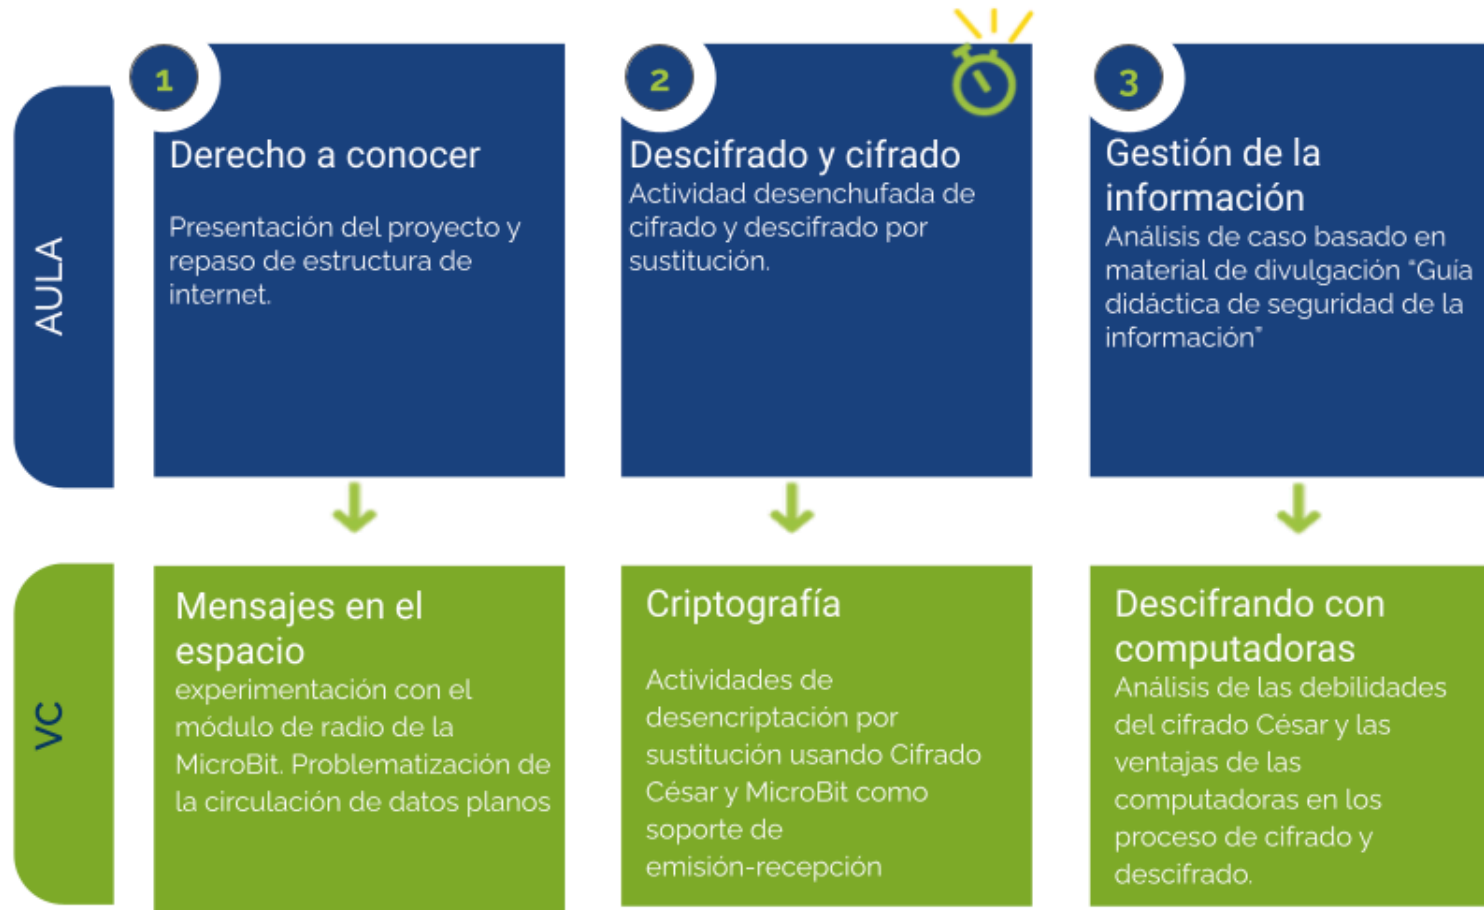 AULA
1
Derecho a conocer
Presentación del proyecto y
repaso de estructura de
internet.
2
Descifrado y cifrado
Actividad desenchufada de
cifrado y descifrado por
sustitución.
3
Gestión de la
información
Análisis de caso basado en
material de divulgación “Guía
didáctica de seguridad de la
información”
VC
Mensajes en el
espacio
experimentación con el
módulo de radio de la
MicroBit. Problematización de
la circulación de datos planos
Criptografía
Actividades de
desencriptación por
sustitución usando Cifrado
César y MicroBit como
soporte de
emisión-recepción
Descifrando con
computadoras
Análisis de las debilidades
del cifrado César y las
ventajas de las
computadoras en los
proceso de cifrado y
descifrado.